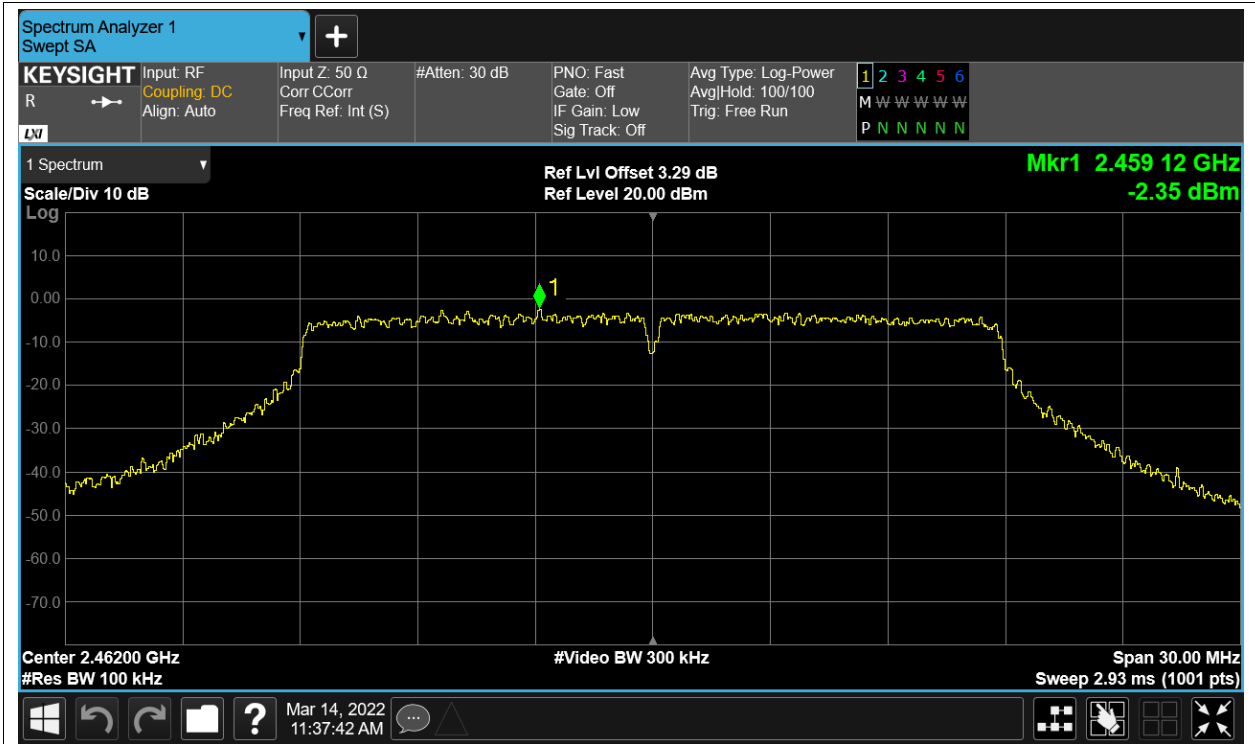 Spectrum Analyzer 1
Swept SA
+
KEYSIGHT
R
LXI
Input: RF
Coupling: DC
Align: Auto
Input Z: 50 Ω
Corr CCorr
Freq Ref: Int (S)
#Atten: 30 dB
PNO: Fast
Gate: Off
IF Gain: Low
Sig Track: Off
Avg Type: Log-Power
Avg|Hold: 100/100
Trig: Free Run
1 2 3 4 5 6
M W W W W W
P N N N N N
1 Spectrum
Scale/Div 10 dB
Log
Ref Lvl Offset 3.29 dB
Ref Level 20.00 dBm
Mkr1 2.459 12 GHz
-2.35 dBm
10.0
0.00
-10.0
-20.0
-30.0
-40.0
-50.0
-60.0
-70.0
1
Center 2.46200 GHz
#Res BW 100 kHz
#Video BW 300 kHz
Span 30.00 MHz
Sweep 2.93 ms (1001 pts)
?
Mar 14, 2022
11:37:42 AM